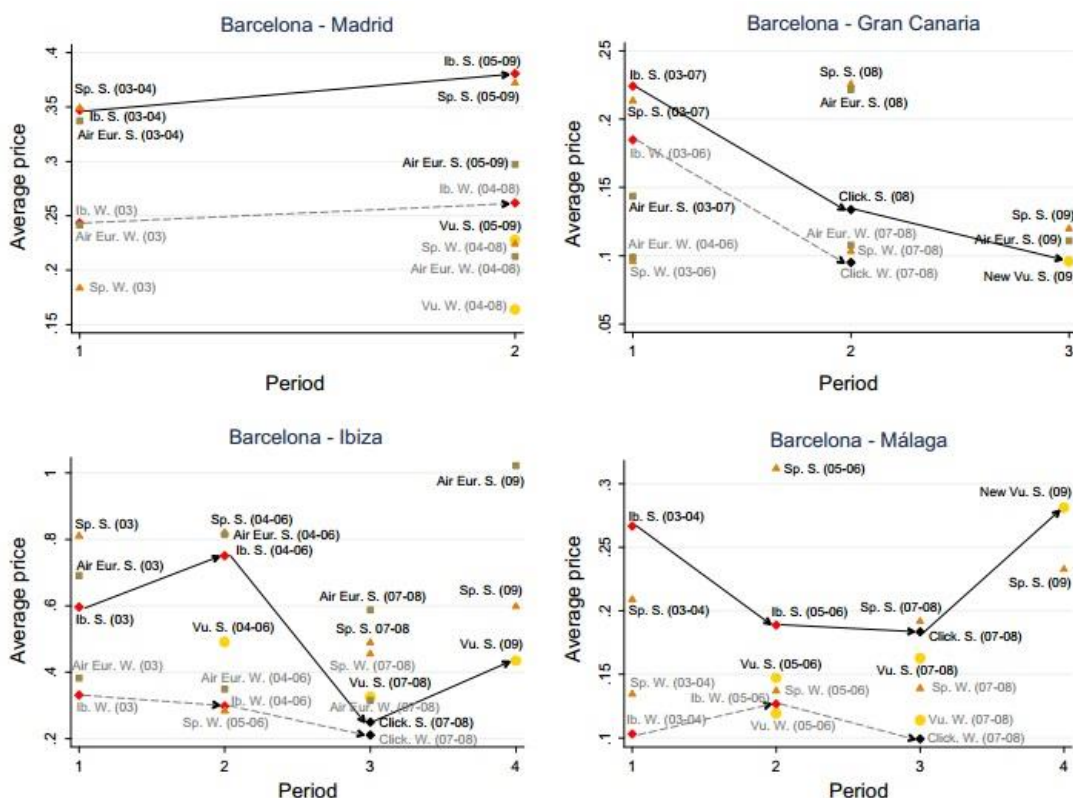 Barcelona - Madrid
Average price
.4
.35
.3
.25
.2
.15
Sp. S. (03-04)
Ib. S. (03-04)
Air Eur. S. (03-04)
Ib. W. (03)
Air Eur. W. (03)
Sp. W. (03)
Ib. S. (05-09)
Sp. S. (05-09)
Air Eur. S. (05-09)
Ib. W. (04-08)
Vu. S. (05-09)
Sp. W. (04-08)
Air Eur. W. (04-08)
Vu. W. (04-08)
1
2
Period
Barcelona - Gran Canaria
Average price
.25
.2
.15
.1
.05
Ib. S. (03-07)
Sp. S. (03-07)
Ib. W. (03-06)
Air Eur. S. (03-07)
Air Eur. W. (04-06)
Sp. W. (03-06)
Sp. S. (08)
Air Eur. S. (08)
Click. S. (08)
Air Eur. W. (07-08)
Sp. W. (07-08)
Click. W. (07-08)
Sp. S. (09)
Air Eur. S. (09)
New Vu. S. (09)
1
2
3
Period
Barcelona - Ibiza
Average price
1
.8
.6
.4
.2
Sp. S. (03)
Air Eur. S. (03)
Ib. S. (03)
Air Eur. W. (03)
Ib. W. (03)
Sp. S. (04-06)
Air Eur. S. (04-06)
Ib. S. (04-06)
Vu. S. (04-06)
Air Eur. W. (04-06)
Ib. W. (04-06)
Sp. W. (05-06)
Air Eur. S. (07-08)
Sp. S. 07-08)
Sp. W. (07-08)
Vu. S. (07-08)
Air Eur. W. (07-08)
Click. S. (07-08)
Click. W. (07-08)
Air Eur. S. (09)
Sp. S. (09)
Vu. S. (09)
1
2
3
4
Period
Barcelona - Málaga
Average price
.3
.25
.2
.15
.1
Ib. S. (03-04)
Sp. S. (03-04)
Sp. W. (03-04)
Ib. W. (03-04)
Sp. S. (05-06)
Ib. S. (05-06)
Vu. S. (05-06)
Sp. W. (05-06)
Ib. W. (05-06)
Vu. W. (05-06)
Sp. S. (07-08)
Click. S. (07-08)
Vu. S. (07-08)
Sp. W. (07-08)
Vu. W. (07-08)
Click. W. (07-08)
New Vu. S. (09)
Sp. S. (09)
1
2
3
4
Period